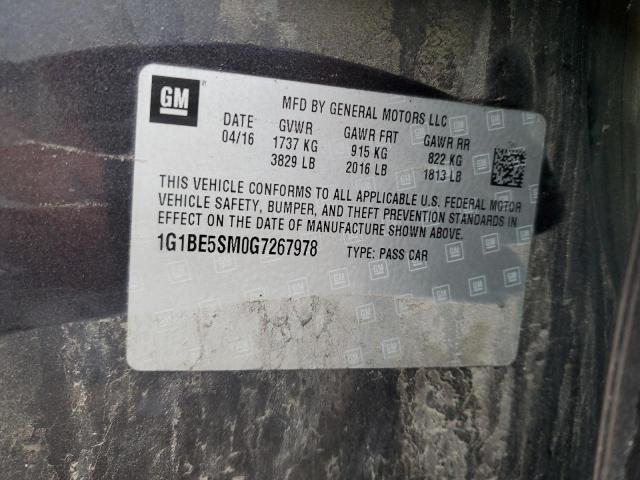 GM
MFD BY GENERAL MOTORS LLC
DATE GVWR GAWR FRT GAWR RR
04/16 1737 KG 915 KG 822 KG
3829 LB 2016 LB 1813 LB
THIS VEHICLE CONFORMS TO ALL APPLICABLE U.S. FEDERAL MOTOR
VEHICLE SAFETY, BUMPER, AND THEFT PREVENTION STANDARDS IN
EFFECT ON THE DATE OF MANUFACTURE SHOWN ABOVE.
1G1BE5SM0G7267978 TYPE: PASS CAR